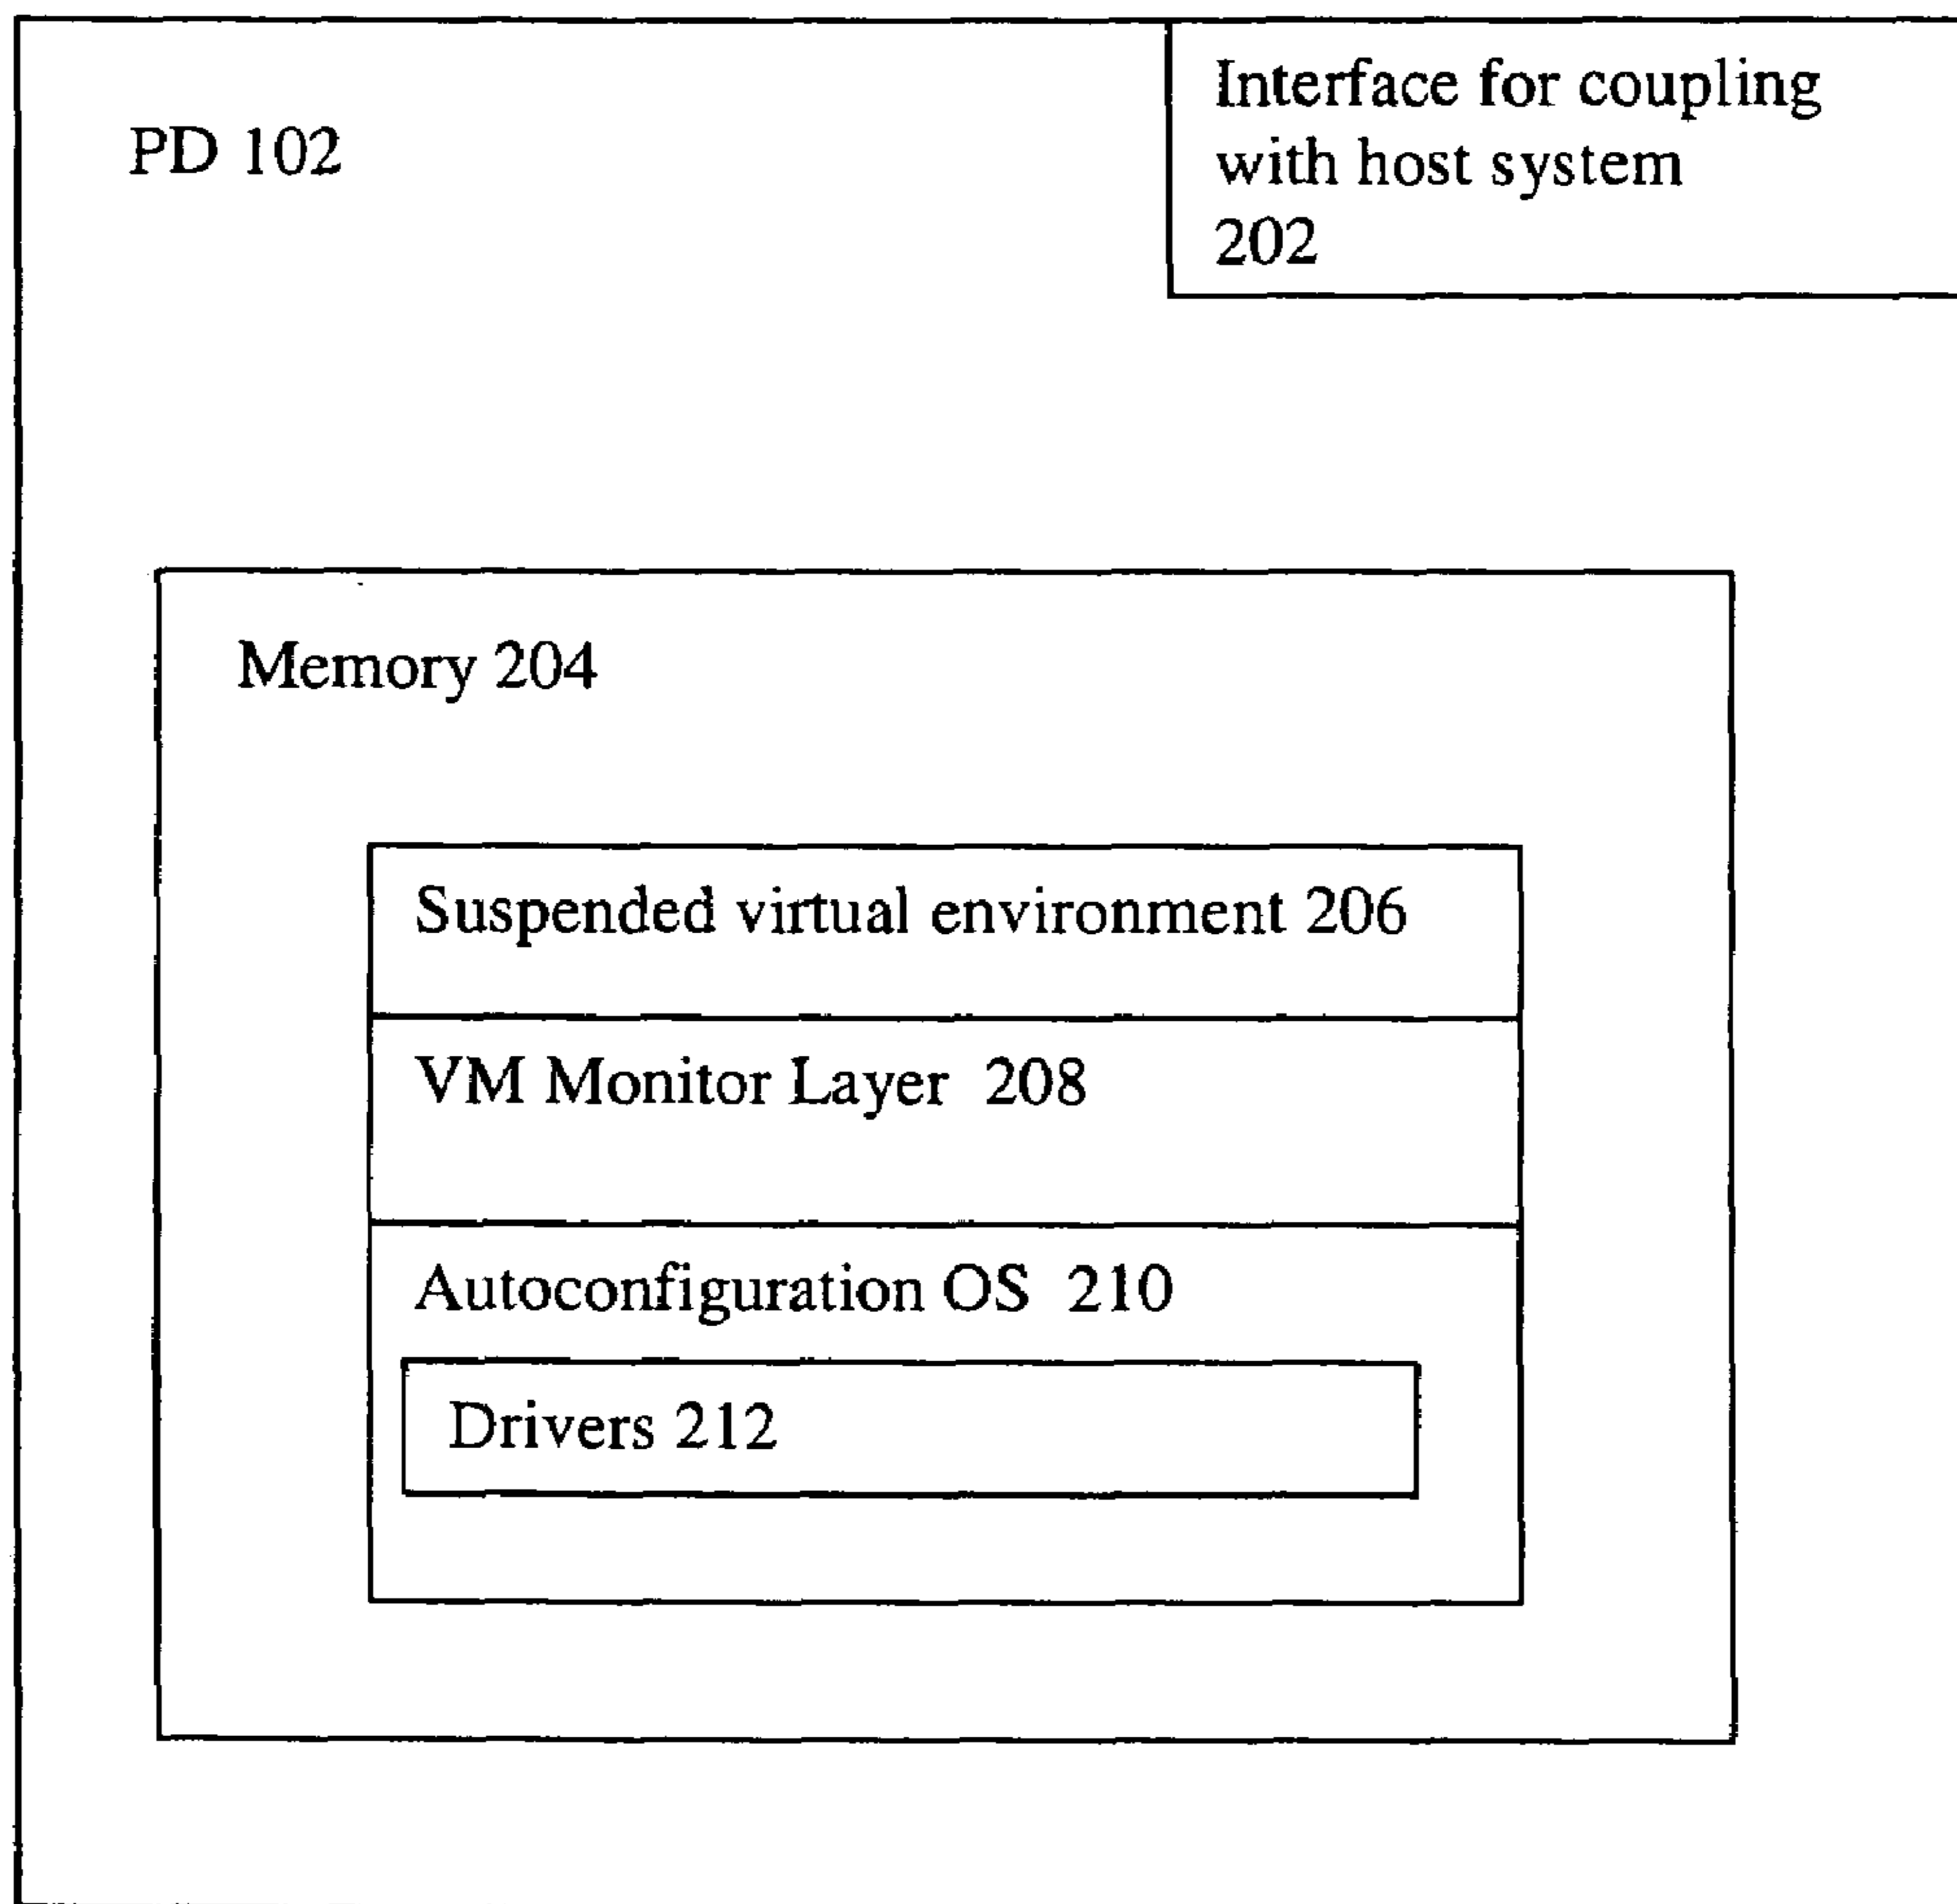 PD 102
Interface for coupling
with host system
202
Memory 204
Suspended virtual environment 206
VM Monitor Layer 208
Autoconfiguration OS 210
Drivers 212